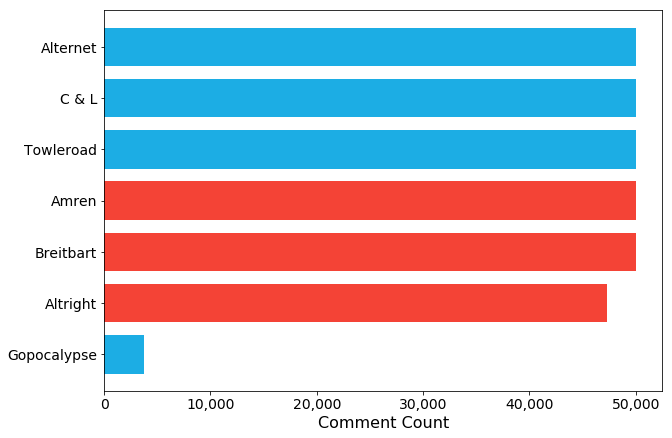 Alternet
C & L
Towleroad
Amren
Breitbart
Altright
Gopocalypse
0 10,000 20,000 30,000 40,000 50,000
Comment Count